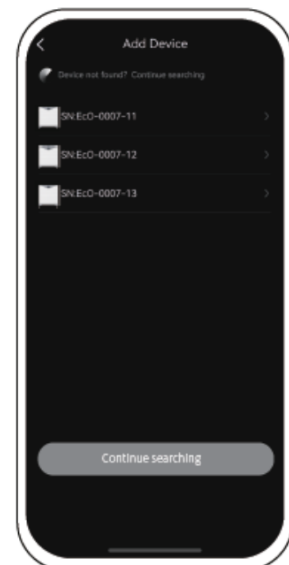 Add Device
Device not found? Continue searching
SN:EcO-0007-11
SN:EcO-0007-12
SN:EcO-0007-13
Continue searching